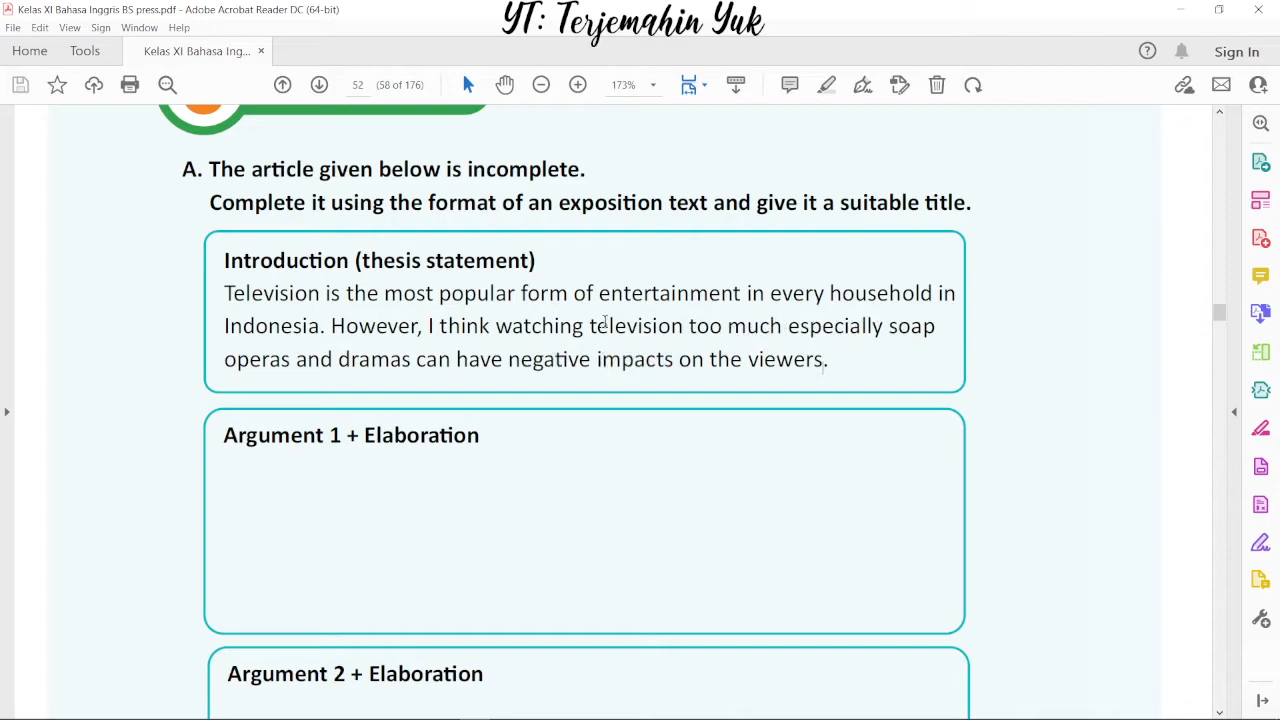 Kelas XI Bahasa Inggris BS press.pdf - Adobe Acrobat Reader DC (64-bit)
YT: Terjemahin Yuk
File Edit View Sign Window Help
Home Tools Kelas XI Bahasa Ing... × Sign In
52 (58 of 176) 173%
A. The article given below is incomplete.
Complete it using the format of an exposition text and give it a suitable title.
Introduction (thesis statement)
Television is the most popular form of entertainment in every household in
Indonesia. However, I think watching television too much especially soap
operas and dramas can have negative impacts on the viewers.
Argument 1 + Elaboration
Argument 2 + Elaboration